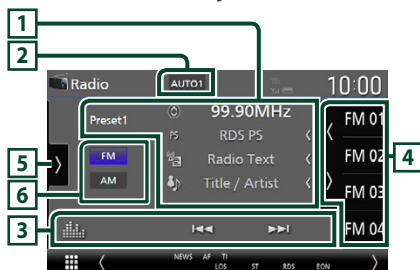 1
2
Radio AUTO1 TEL 10:00
Preset1 99.90MHz FM 01
PS RDS PS
5 FM Radio Text FM 02 4
6 AM Title / Artist FM 03
3 FM 04
NEWS AF TI
LOS ST RDS EON